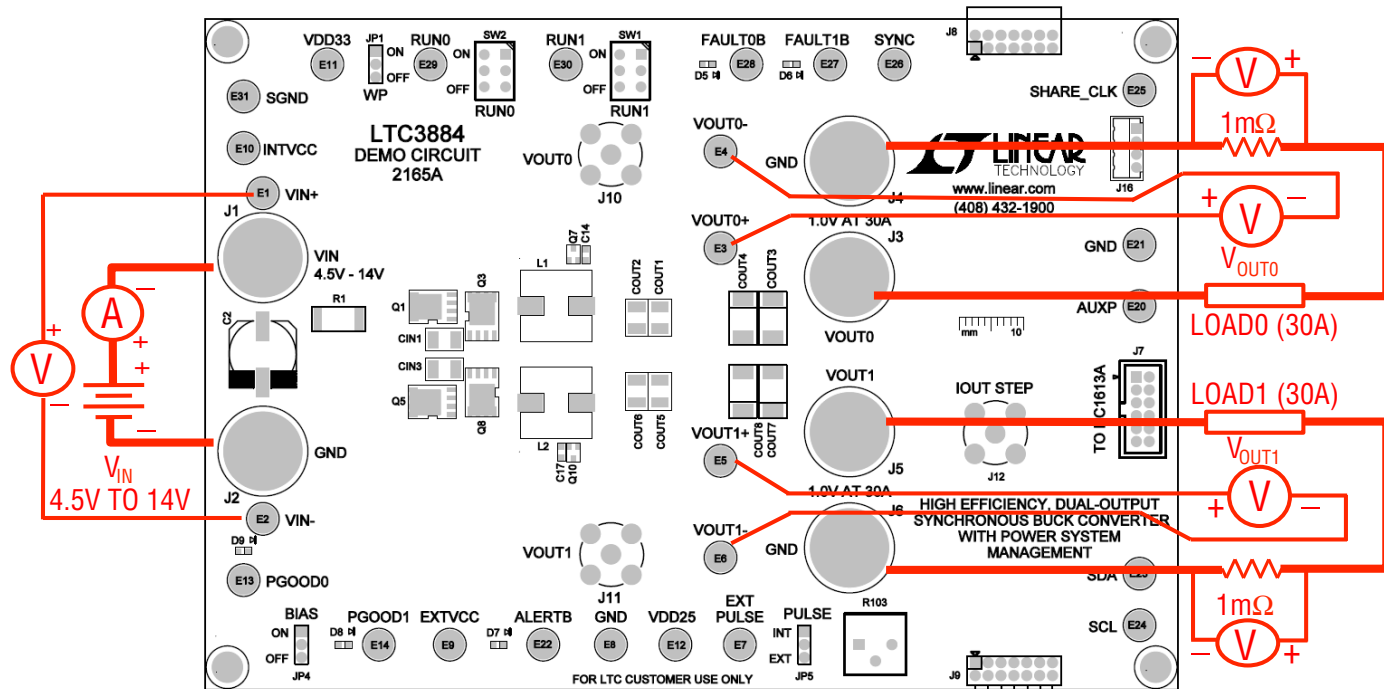 VDD33
E11
JP1
ON
OFF
WP
RUN0
E29
SW2
ON
OFF
RUN0
RUN1
E30
SW1
ON
OFF
RUN1
FAULT0B
D5
E28
FAULT1B
D6
E27
SYNC
E26
J8
E31
SGND
E10
INTVCC
E1
VIN+
J1
VIN
4.5V - 14V
LTC3884
DEMO CIRCUIT
2165A
VOUT0
J10
VOUT0-
E4
GND
J4
LINEAR
TECHNOLOGY
www.linear.com
(408) 432-1900
SHARE_CLK
E25
J16
− V +
1mΩ
VOUT0+
E3
1.0V AT 30A
J3
VOUT0
GND
E21
+ V −
VOUT0
AUXP
E20
LOAD0 (30A)
mm
10
− A +
+
V
+
−
+
−
VIN
4.5V TO 14V
C2
R1
Q1
Q3
CIN1
CIN3
Q5
Q8
L1
Q7
C14
COUT2
COUT1
COUT4
COUT3
L2
C17
Q10
COUT6
COUT5
COUT8
COUT7
VOUT1
J5
1.0V AT 30A
IOUT STEP
J12
J7
LOAD1 (30A)
VOUT1
+ V −
VOUT1+
E5
GND
J2
E2
VIN-
D9
E13
PGOOD0
VOUT1
J11
VOUT1-
E6
GND
J6
HIGH EFFICIENCY, DUAL-OUTPUT
SYNCHRONOUS BUCK CONVERTER
WITH POWER SYSTEM
MANAGEMENT
SDA
E23
1mΩ
− V +
SCL
E24
BIAS
ON
OFF
JP4
D8
PGOOD1
E14
EXTVCC
E9
D7
ALERTB
E22
GND
E8
VDD25
E12
EXT
PULSE
E7
PULSE
INT
EXT
JP5
R103
J9
FOR LTC CUSTOMER USE ONLY